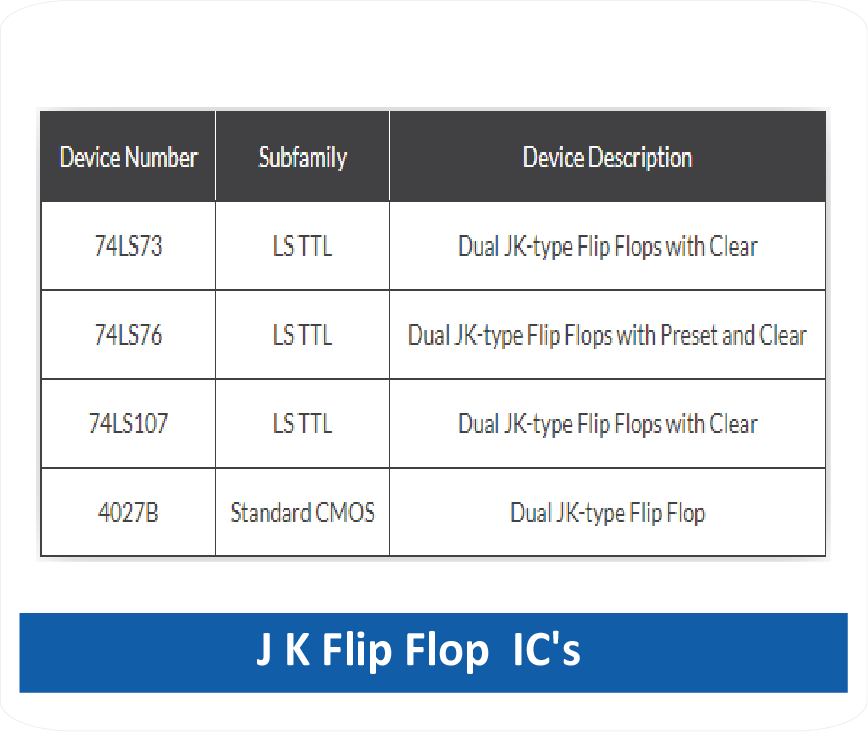 Device Number Subfamily Device Description
74LS73 LS TTL Dual JK-type Flip Flops with Clear
74LS76 LS TTL Dual JK-type Flip Flops with Preset and Clear
74LS107 LS TTL Dual JK-type Flip Flops with Clear
4027B Standard CMOS Dual JK-type Flip Flop
J K Flip Flop IC's